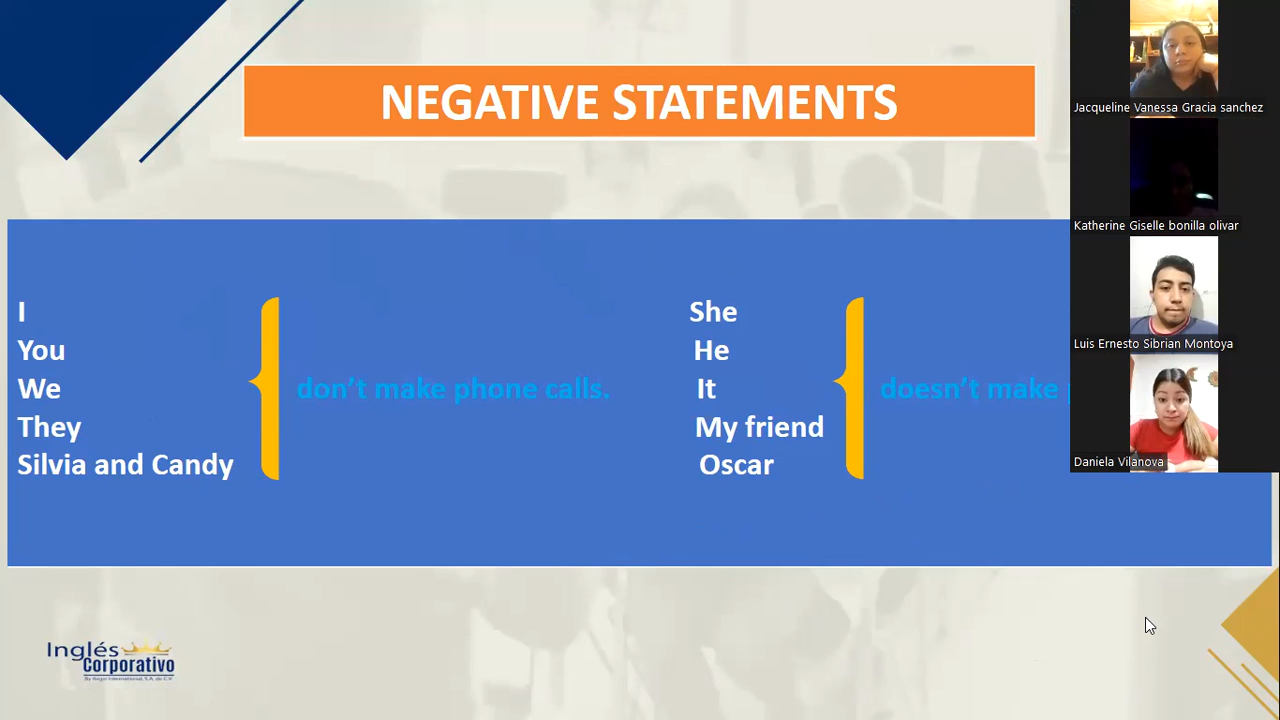 NEGATIVE STATEMENTS
I
You
We
They
Silvia and Candy
don't make phone calls.
She
He
It
My friend
Oscar
doesn't make
Jacqueline Vanessa Gracia sanchez
Katherine Giselle bonilla olivar
Luis Ernesto Sibrian Montoya
Daniela Vilanova
Inglés
Corporativo